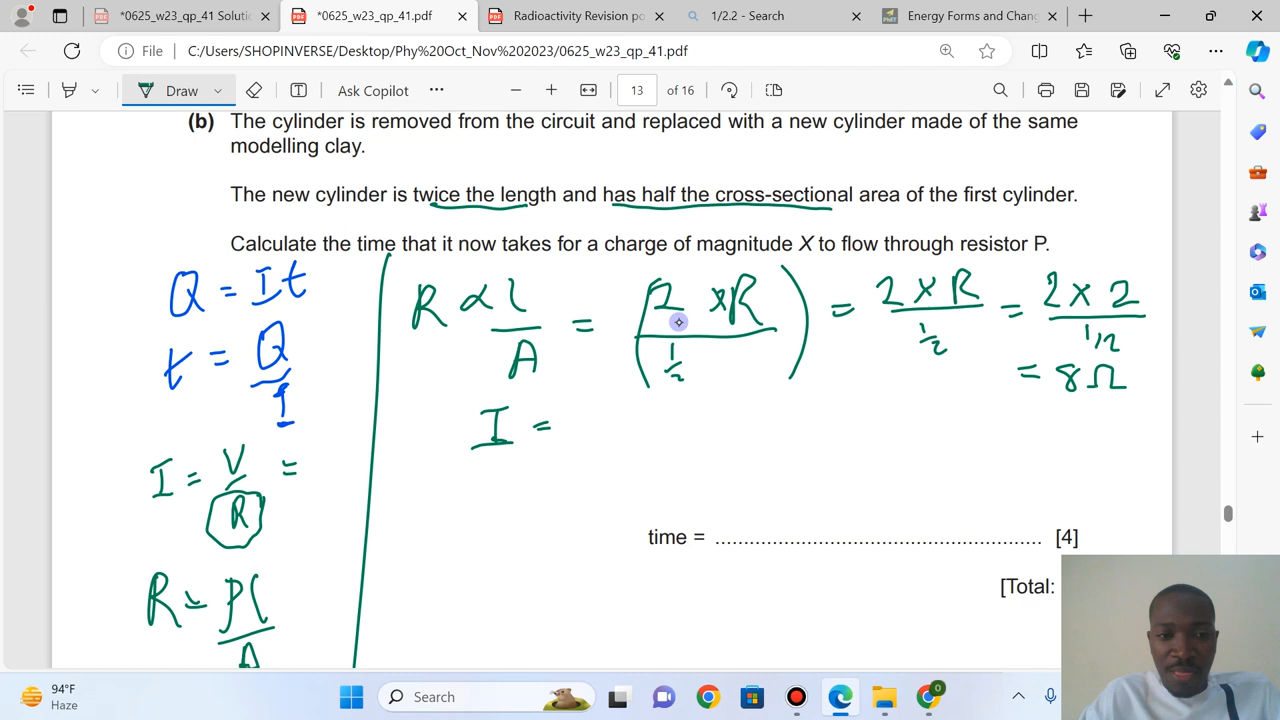 *0625_w23_qp_41 Soluti
*0625_w23_qp_41.pdf
Radioactivity Revision po
1/2.2 - Search
Energy Forms and Chang
File
C:/Users/SHOPINVERSE/Desktop/Phy%20Oct_Nov%202023/0625_w23_qp_41.pdf
Draw
Ask Copilot
13 of 16
(b) The cylinder is removed from the circuit and replaced with a new cylinder made of the same
modelling clay.
The new cylinder is twice the length and has half the cross-sectional area of the first cylinder.
Calculate the time that it now takes for a charge of magnitude X to flow through resistor P.
Q = It
t = Q/I
I = V/R =
R = ρl/A
R ∝ l/A = (2 × R / 1/2) = 2 × R / 1/2 = 2 × 2 / 1/2
= 8 Ω
I =
time = ........................................................ [4]
[Total:
94°F
Haze
Search
0